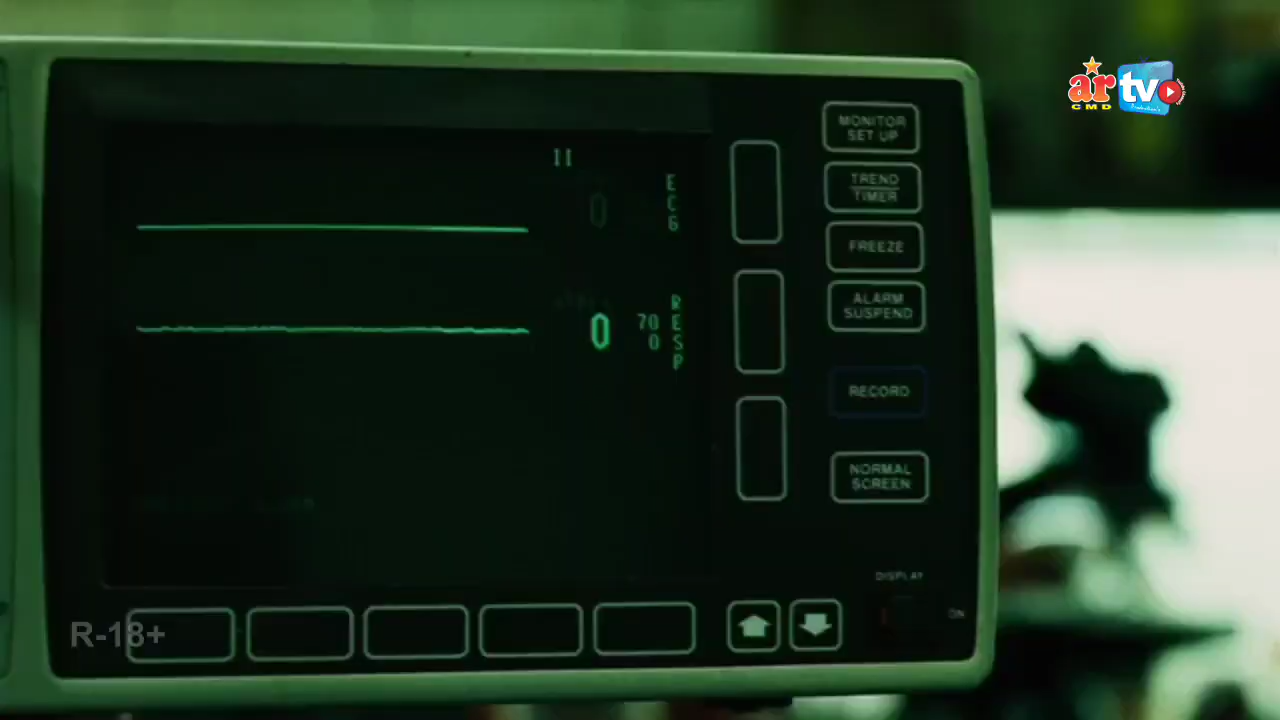 ar tv
CMD
MONITOR
SET UP
II
TREND
TIMER
0
ECG
FREEZE
ALARM
SUSPEND
0
70
0
RESP
RECORD
NORMAL
SCREEN
DISPLAY
ON
R-18+